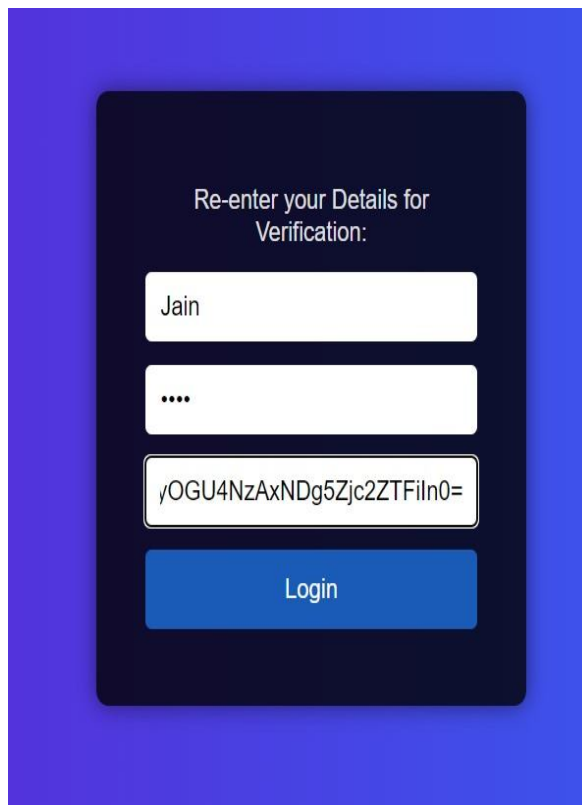 Re-enter your Details for
Verification:
Jain
••••
yOGU4NzAxNDg5Zjc2ZTFiIn0=
Login